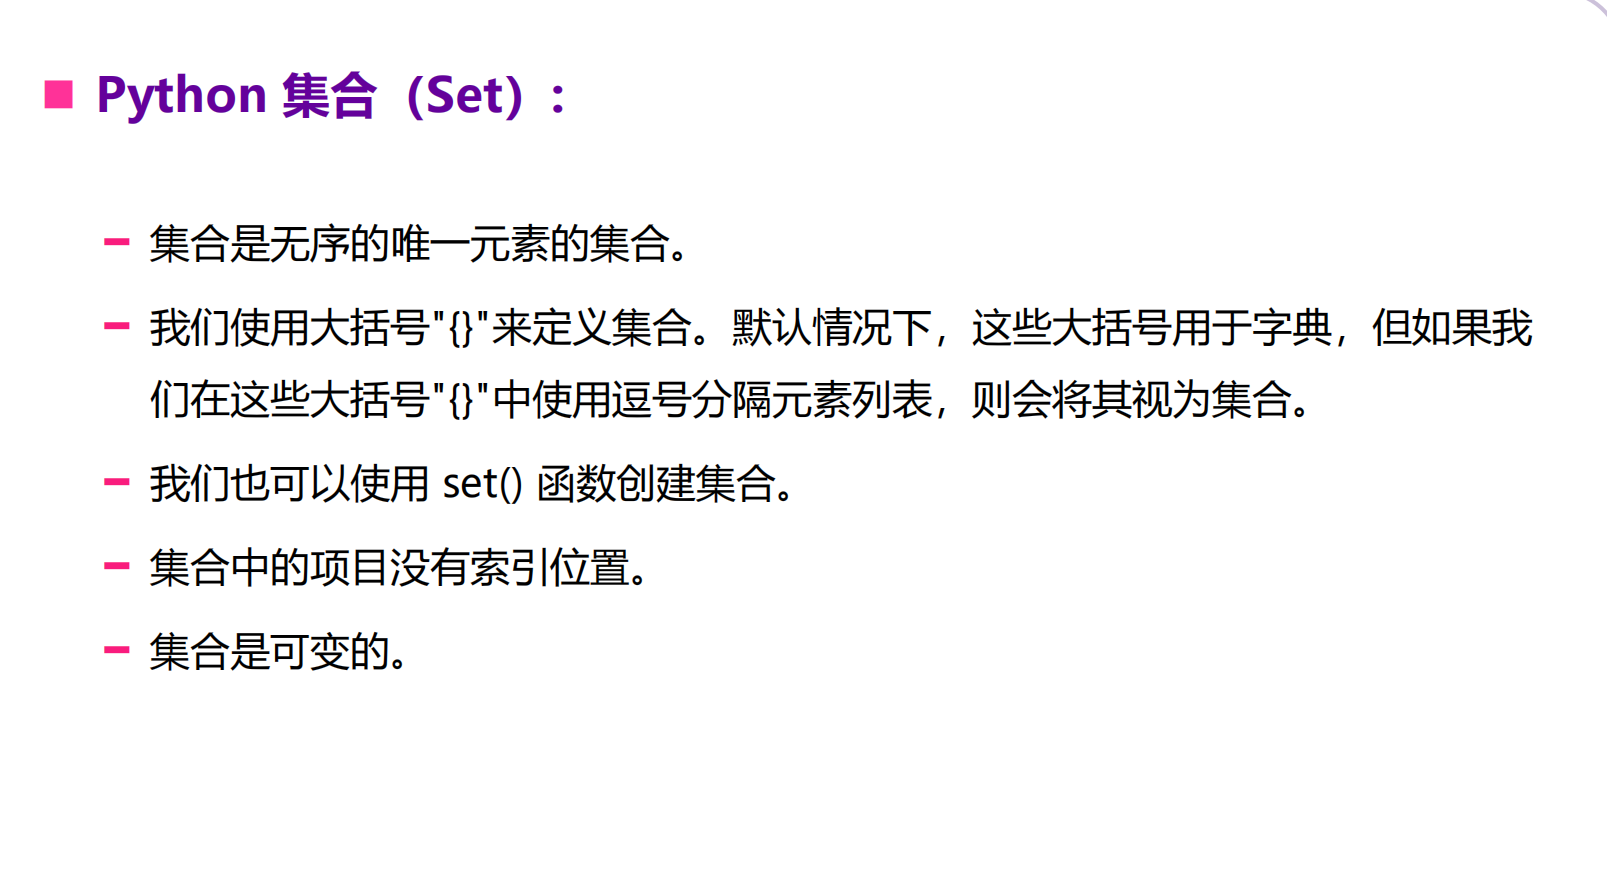 Python 集合（Set）:
集合是无序的唯一元素的集合。
我们使用大括号"{}"来定义集合。默认情况下，这些大括号用于字典，但如果我
们在这些大括号"{}"中使用逗号分隔元素列表，则会将其视为集合。
我们也可以使用 set() 函数创建集合。
集合中的项目没有索引位置。
集合是可变的。